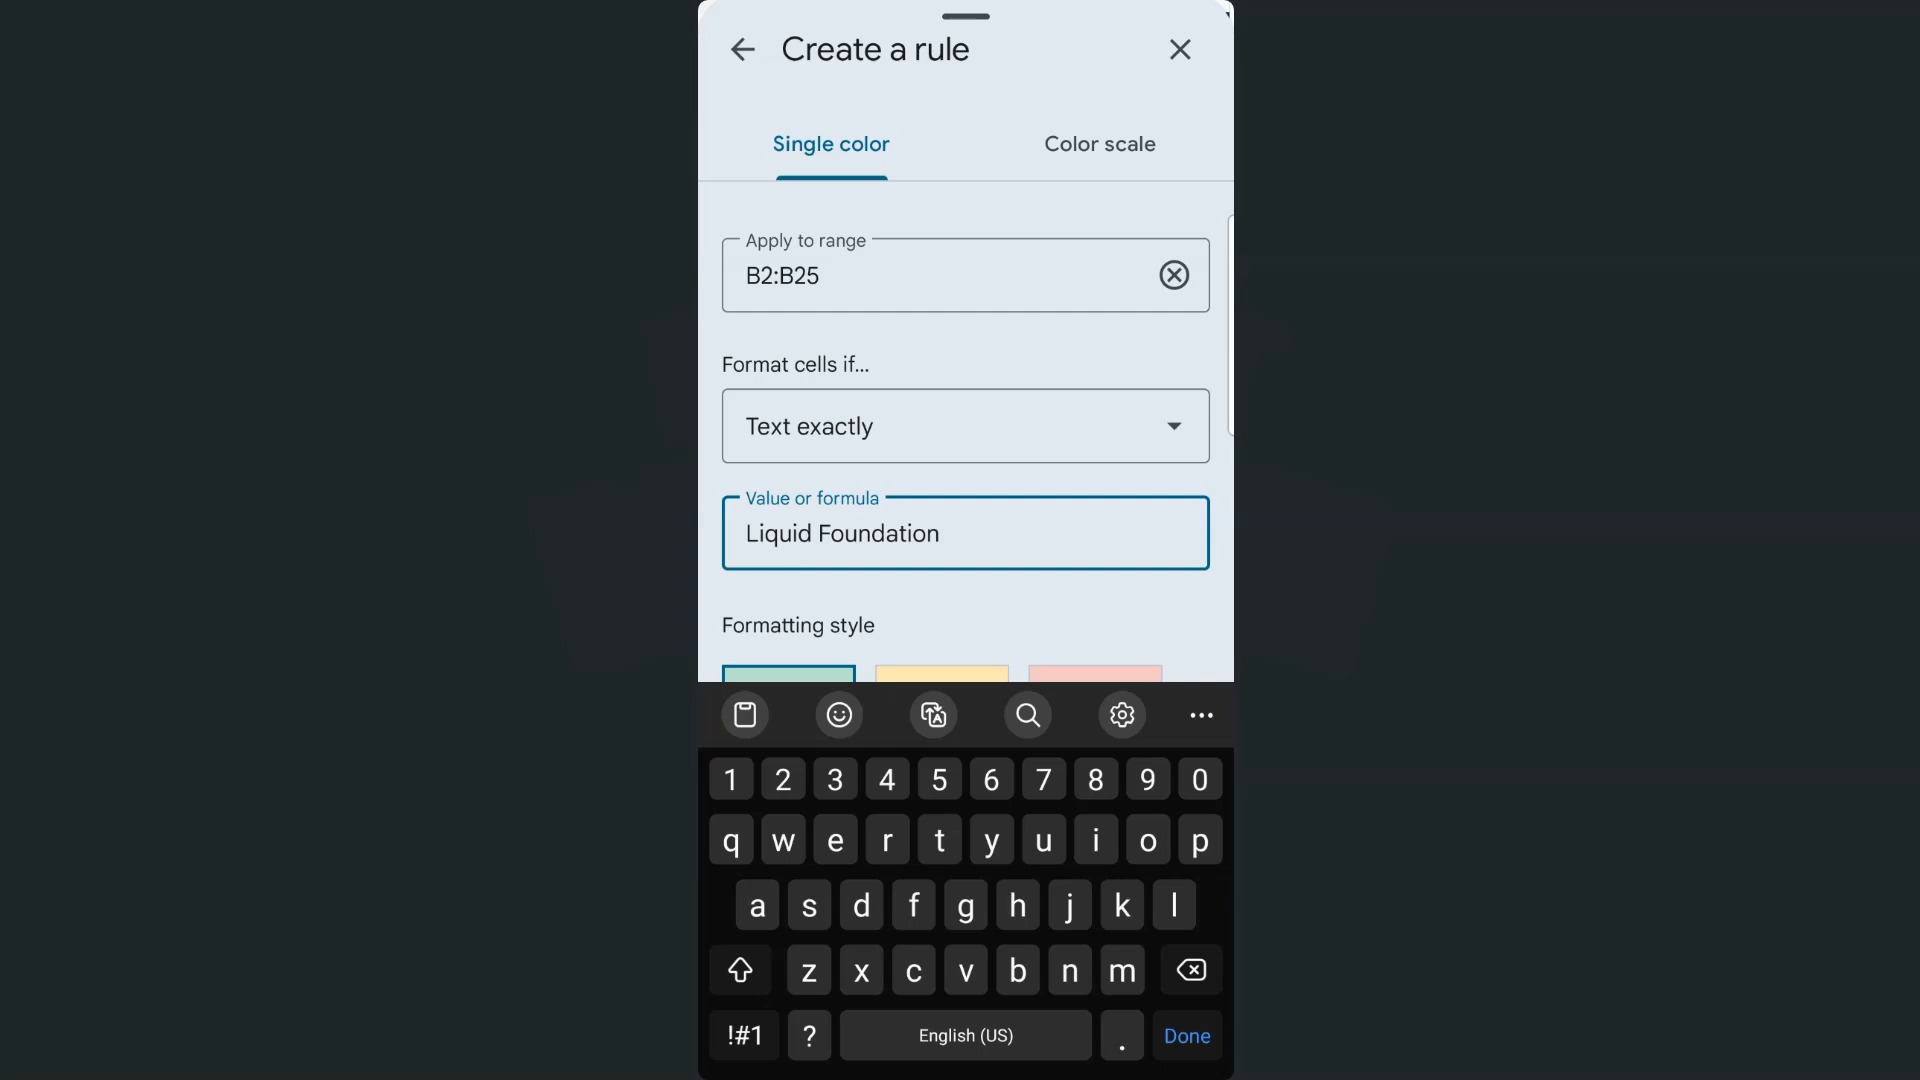 Create a rule
Single color
Color scale
Apply to range
B2:B25
Format cells if...
Text exactly
Value or formula
Liquid Foundation
Formatting style
1 2 3 4 5 6 7 8 9 0
q w e r t y u i o p
a s d f g h j k l
z x c v b n m
!#1 ? English (US) . Done